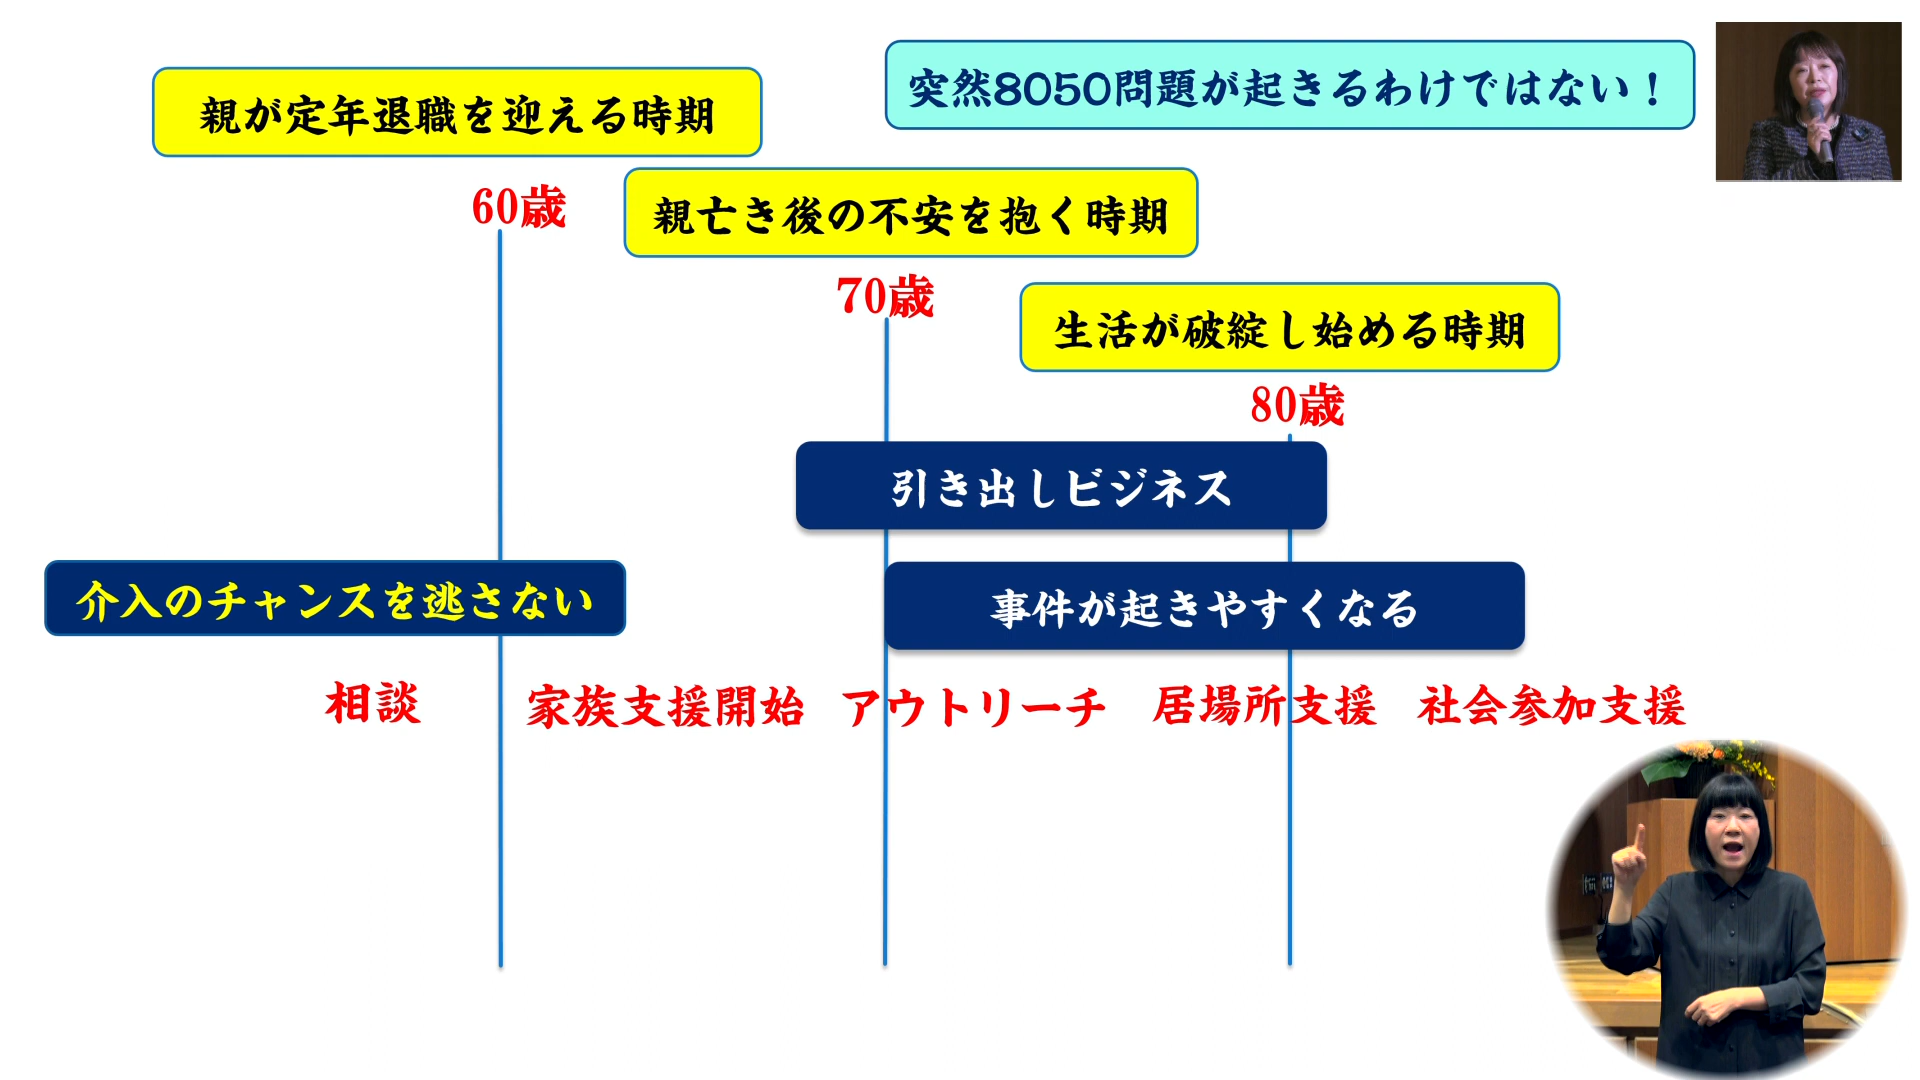 突然8050問題が起きるわけではない！
親が定年退職を迎える時期
60歳
親亡き後の不安を抱く時期
70歳
生活が破綻し始める時期
80歳
引き出しビジネス
介入のチャンスを逃さない
事件が起きやすくなる
相談
家族支援開始
アウトリーチ
居場所支援
社会参加支援